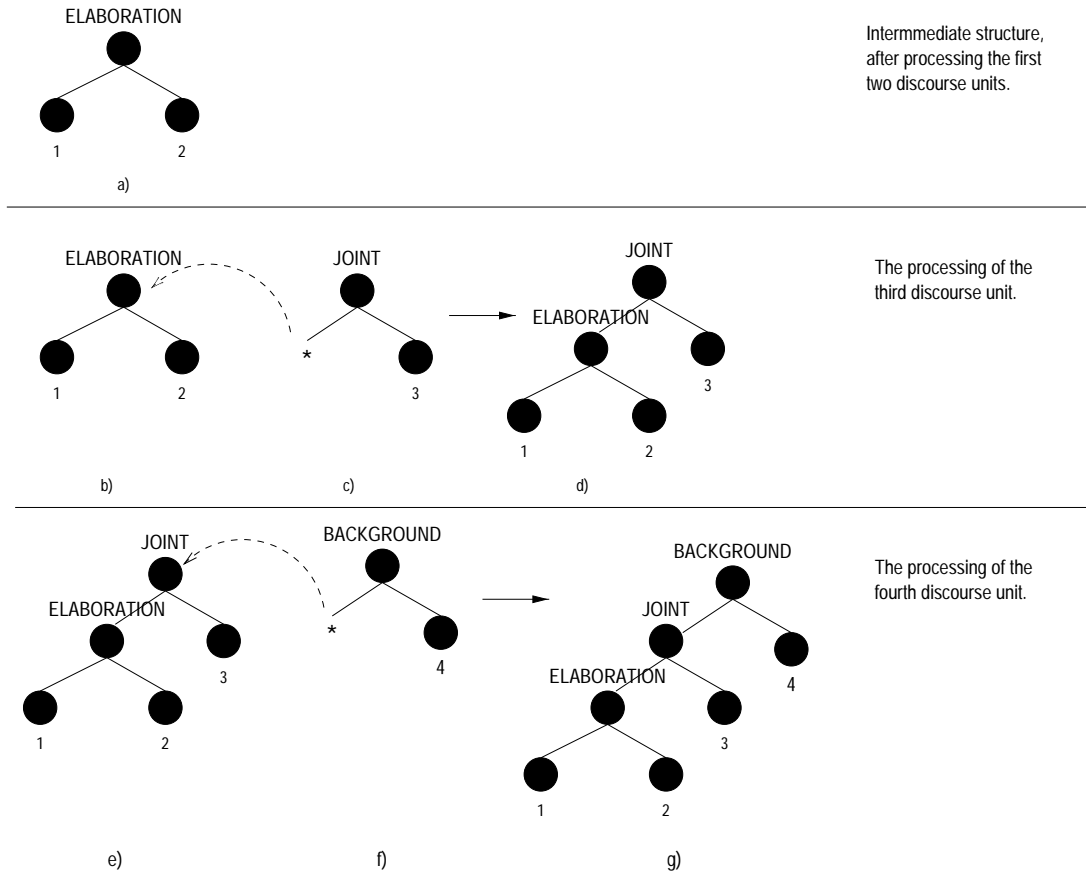 ELABORATION
Intermmediate structure,
after processing the first
two discourse units.
1 2
a)
ELABORATION JOINT JOINT
The processing of the
third discourse unit.
ELABORATION
* 3
1 2
3
1 2
b) c) d)
JOINT BACKGROUND BACKGROUND
The processing of the
fourth discourse unit.
ELABORATION JOINT
*
3 4 4
ELABORATION
1 2 3
1 2
e) f) g)